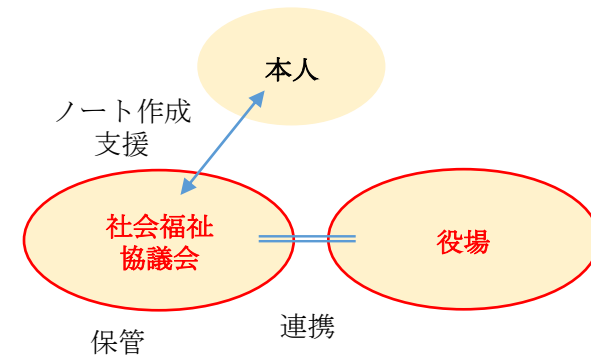 本人
ノート作成
支援
社会福祉
協議会
役場
連携
保管